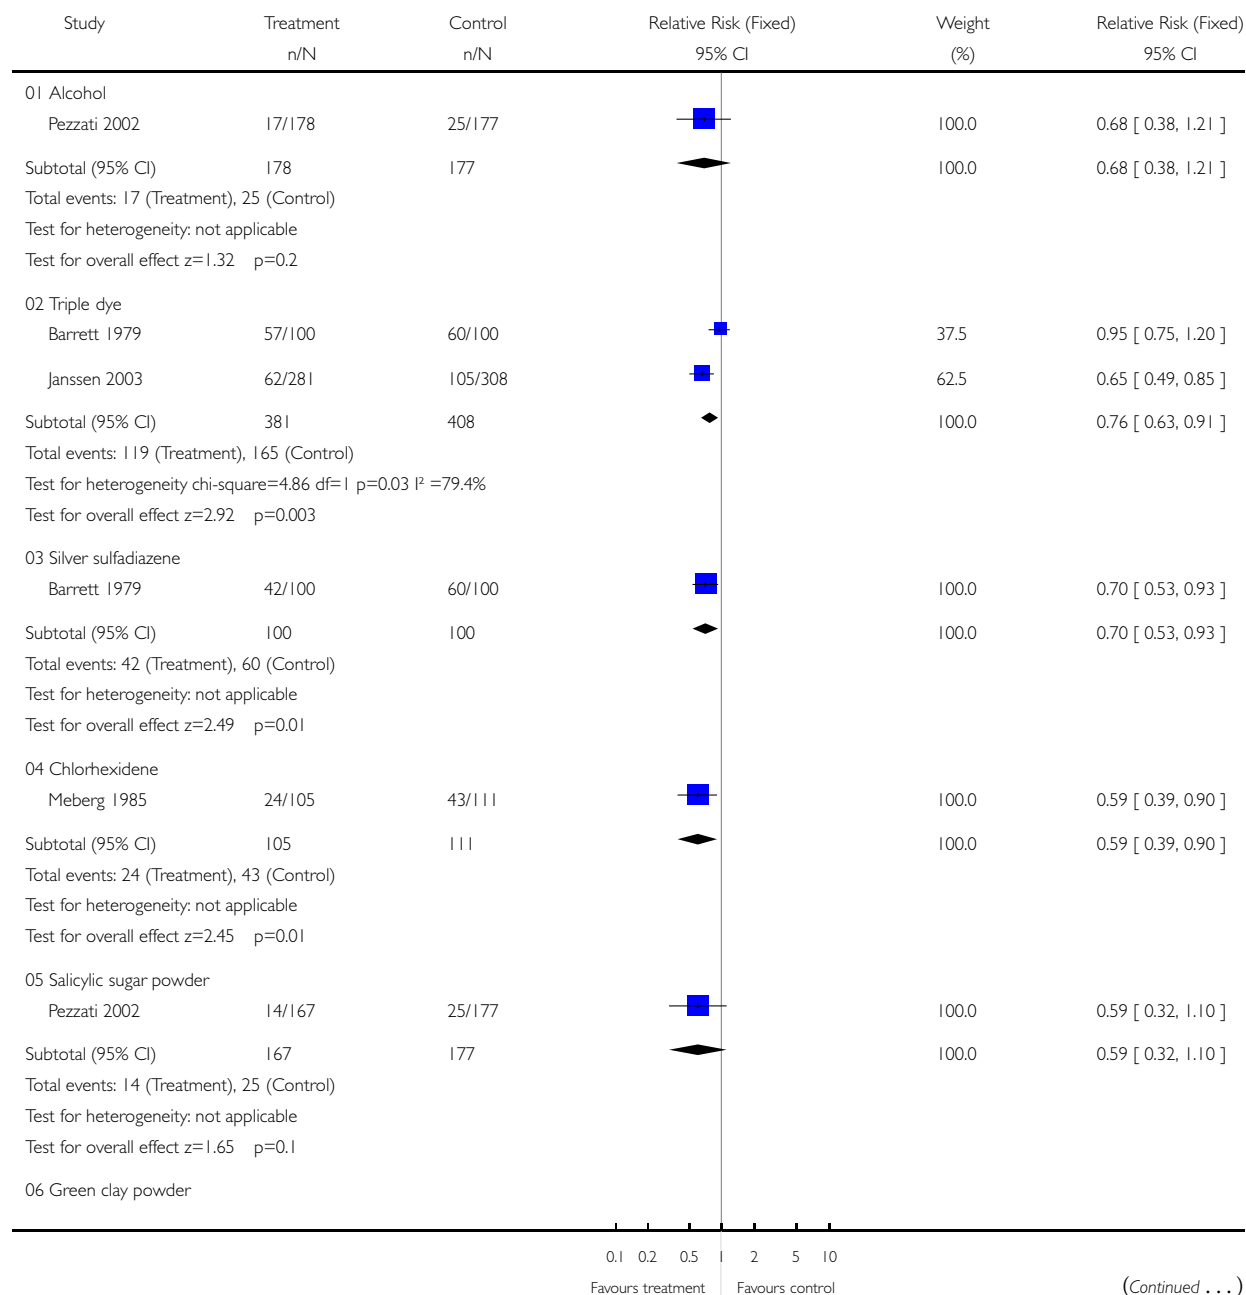 Study Treatment Control Relative Risk (Fixed) Weight Relative Risk (Fixed)
n/N n/N 95% CI (%) 95% CI
01 Alcohol
Pezzati 2002 17/178 25/177 100.0 0.68 [ 0.38, 1.21 ]
Subtotal (95% CI) 178 177 100.0 0.68 [ 0.38, 1.21 ]
Total events: 17 (Treatment), 25 (Control)
Test for heterogeneity: not applicable
Test for overall effect z=1.32 p=0.2
02 Triple dye
Barrett 1979 57/100 60/100 37.5 0.95 [ 0.75, 1.20 ]
Janssen 2003 62/281 105/308 62.5 0.65 [ 0.49, 0.85 ]
Subtotal (95% CI) 381 408 100.0 0.76 [ 0.63, 0.91 ]
Total events: 119 (Treatment), 165 (Control)
Test for heterogeneity chi-square=4.86 df=1 p=0.03 I² =79.4%
Test for overall effect z=2.92 p=0.003
03 Silver sulfadiazene
Barrett 1979 42/100 60/100 100.0 0.70 [ 0.53, 0.93 ]
Subtotal (95% CI) 100 100 100.0 0.70 [ 0.53, 0.93 ]
Total events: 42 (Treatment), 60 (Control)
Test for heterogeneity: not applicable
Test for overall effect z=2.49 p=0.01
04 Chlorhexidene
Meberg 1985 24/105 43/111 100.0 0.59 [ 0.39, 0.90 ]
Subtotal (95% CI) 105 111 100.0 0.59 [ 0.39, 0.90 ]
Total events: 24 (Treatment), 43 (Control)
Test for heterogeneity: not applicable
Test for overall effect z=2.45 p=0.01
05 Salicylic sugar powder
Pezzati 2002 14/167 25/177 100.0 0.59 [ 0.32, 1.10 ]
Subtotal (95% CI) 167 177 100.0 0.59 [ 0.32, 1.10 ]
Total events: 14 (Treatment), 25 (Control)
Test for heterogeneity: not applicable
Test for overall effect z=1.65 p=0.1
06 Green clay powder
0.1 0.2 0.5 1 2 5 10
Favours treatment Favours control (Continued . . . )